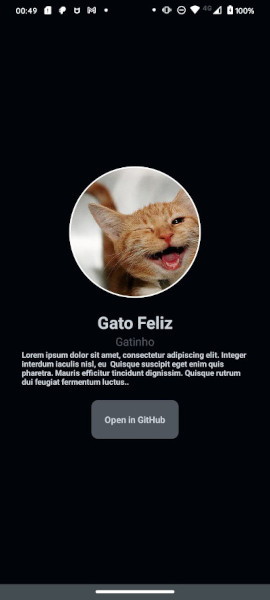 00:49
4G
100%
Gato Feliz
Gatinho
Lorem ipsum dolor sit amet, consectetur adipiscing elit. Integer
interdum iaculis nisl, eu  Quisque suscipit eget enim quis
pharetra. Mauris efficitur tincidunt dignissim. Quisque rutrum
dui feugiat fermentum luctus..
Open in GitHub